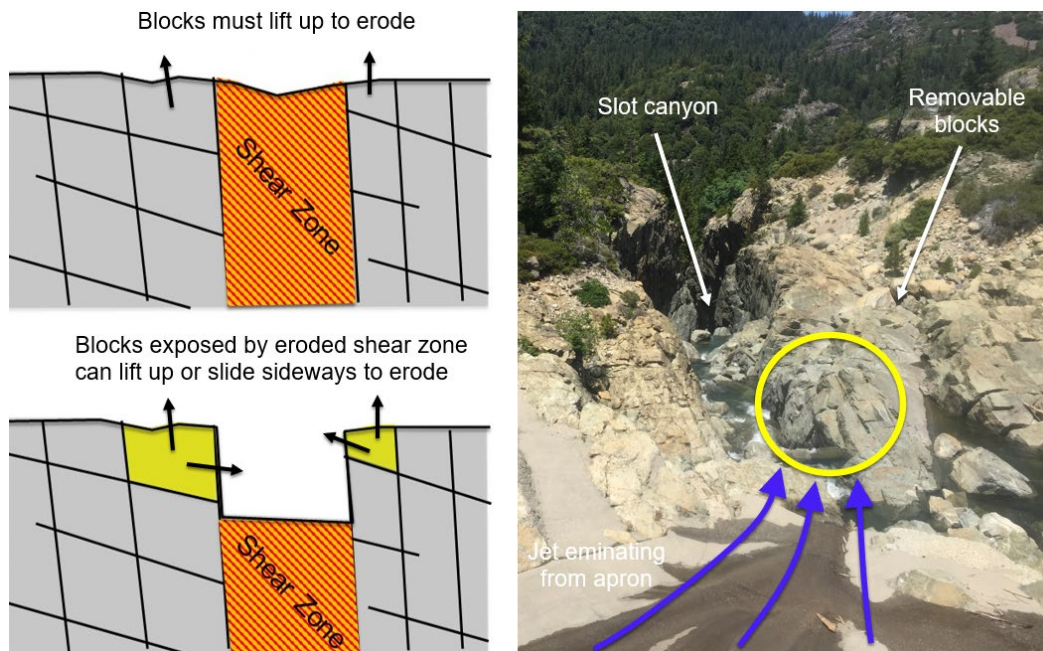 Blocks must lift up to erode
Shear Zone
Blocks exposed by eroded shear zone
can lift up or slide sideways to erode
Shear Zone
Slot canyon
Removable
blocks
Jet eminating
from apron